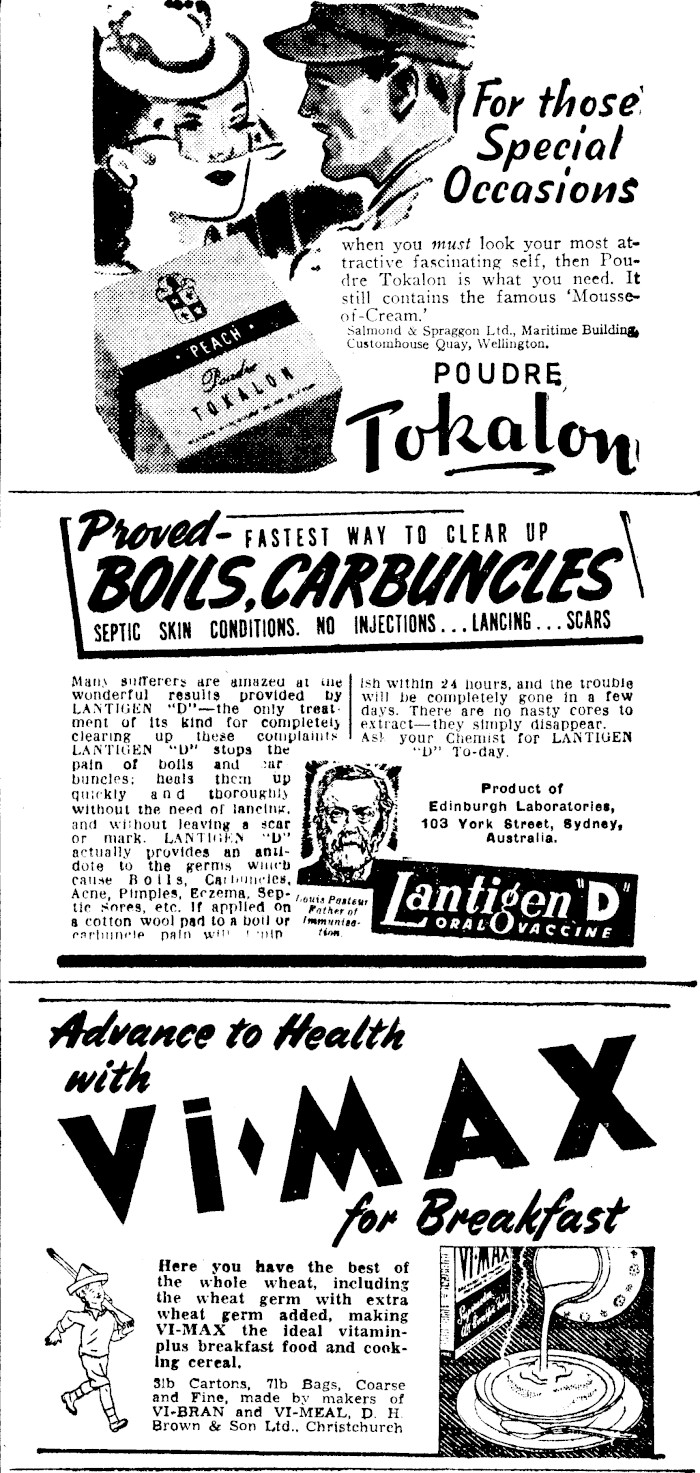 For those
Special
Occasions
when you must look your most at-
tractive fascinating self, then Pou-
dre Tokalon is what you need. It
still contains the famous 'Mousse-
of-Cream.'
Salmond & Spraggon Ltd., Maritime Building,
Customhouse Quay, Wellington.
PEACH
Poudre
TOKALON
POUDRE
Tokalon
Proved- FASTEST WAY TO CLEAR UP
BOILS, CARBUNCLES
SEPTIC SKIN CONDITIONS. NO INJECTIONS...LANCING...SCARS
Many sufferers are amazed at the
wonderful results provided by
LANTIGEN "D"—the only treat-
ment of its kind for completely
clearing up these complaints
LANTIGEN "D" stops the
pain of boils and car
buncles; heals them up
quickly and thoroughly
without the need of lancing,
and without leaving a scar
or mark. LANTIGEN "D"
actually provides an anti-
dote to the germs which
cause Boils, Carbuncles,
Acne, Pimples, Eczema, Sep-
tic Sores, etc. If applied on
a cotton wool pad to a boil or
carbuncle pain will
ish within 24 hours, and the trouble
will be completely gone in a few
days. There are no nasty cores to
extract—they simply disappear.
Ask your Chemist for LANTIGEN
"D" To-day.
Louis Pasteur
Father of
Immunisa-
tion.
Product of
Edinburgh Laboratories,
103 York Street, Sydney,
Australia.
Lantigen "D"
ORAL VACCINE
Advance to Health
with
Vi·MAX
for Breakfast
Here you have the best of
the whole wheat, including
the wheat germ with extra
wheat germ added, making
VI-MAX the ideal vitamin-
plus breakfast food and cook-
ing cereal.
3lb Cartons, 7lb Bags, Coarse
and Fine, made by makers of
VI-BRAN and VI-MEAL, D. H.
Brown & Son Ltd., Christchurch
VI-MAX